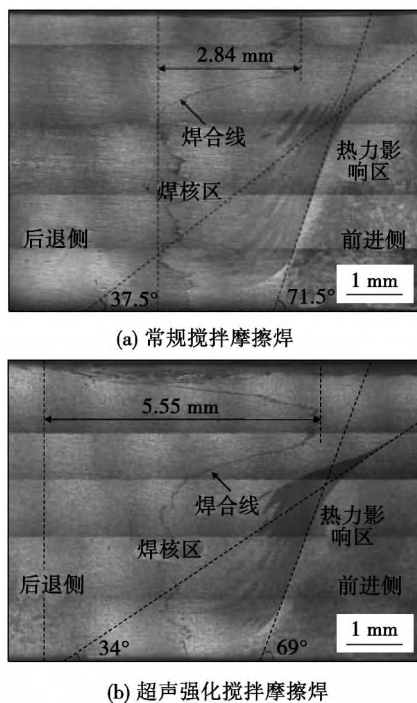 2.84 mm
焊合线
热力影
响区
焊核区
后退侧
前进侧
37.5°
71.5°
1 mm
(a) 常规搅拌摩擦焊
5.55 mm
焊合线
热力影
响区
焊核区
后退侧
前进侧
34°
69°
1 mm
(b) 超声强化搅拌摩擦焊